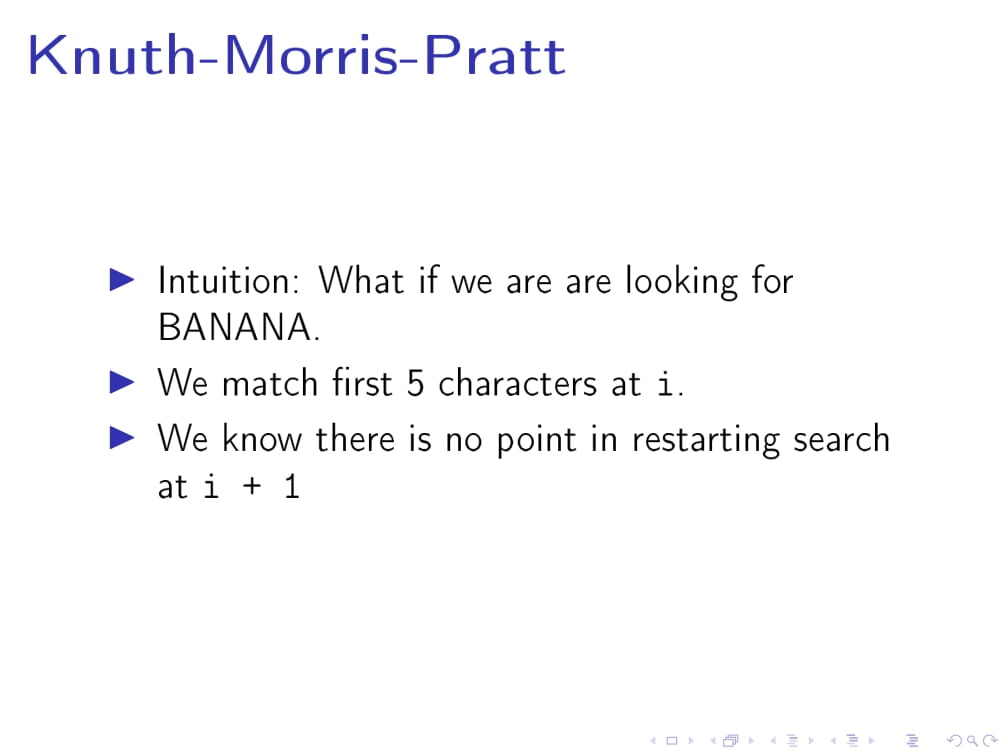 Knuth-Morris-Pratt
Intuition: What if we are are looking for
BANANA.
We match first 5 characters at i.
We know there is no point in restarting search
at i + 1